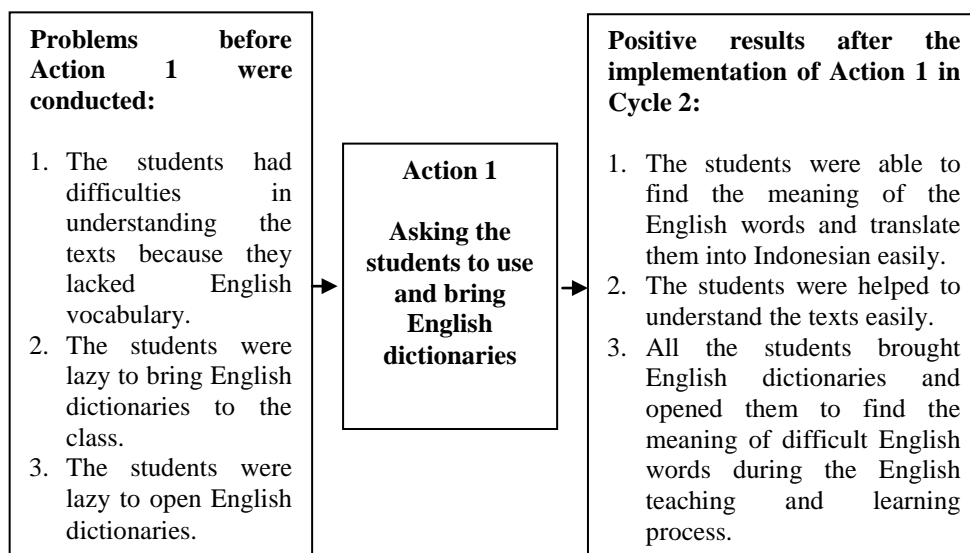 Problems before
Action 1 were
conducted:
1. The students had
difficulties in
understanding the
texts because they
lacked English
vocabulary.
2. The students were
lazy to bring English
dictionaries to the
class.
3. The students were
lazy to open English
dictionaries.
Action 1
Asking the
students to use
and bring
English
dictionaries
Positive results after the
implementation of Action 1 in
Cycle 2:
1. The students were able to
find the meaning of the
English words and translate
them into Indonesian easily.
2. The students were helped to
understand the texts easily.
3. All the students brought
English dictionaries and
opened them to find the
meaning of difficult English
words during the English
teaching and learning
process.